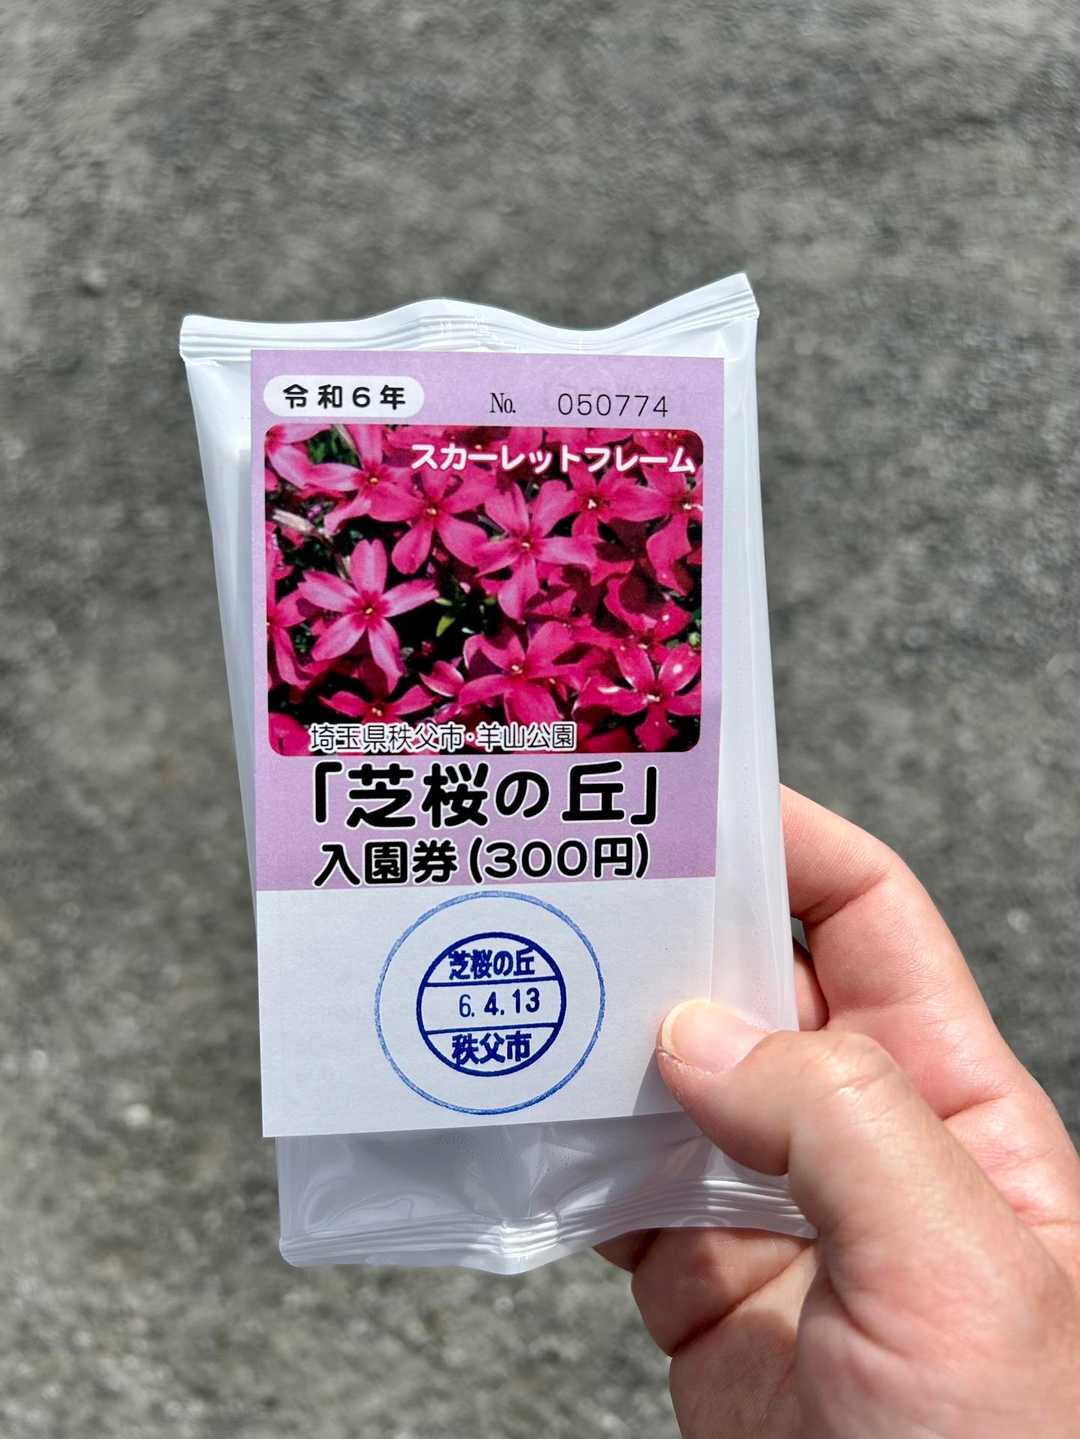 令和6年
No. 050774
スカーレットフレーム
埼玉県秩父市・羊山公園
「芝桜の丘」
入園券(300円)
芝桜の丘
6.4.13
秩父市